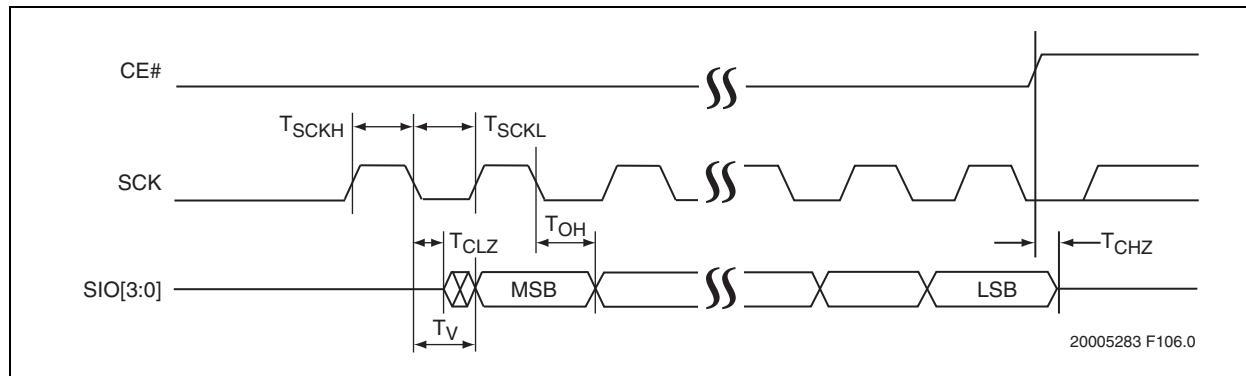 CE#
TSCKH
TSCKL
SCK
TOH
TCLZ
TCHZ
SIO[3:0]
MSB
LSB
TV
20005283 F106.0